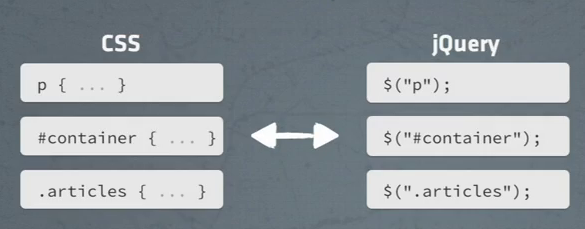 CSS
p { ... }
#container { ... }
.articles { ... }
jQuery
$("p");
$("#container");
$(".articles");